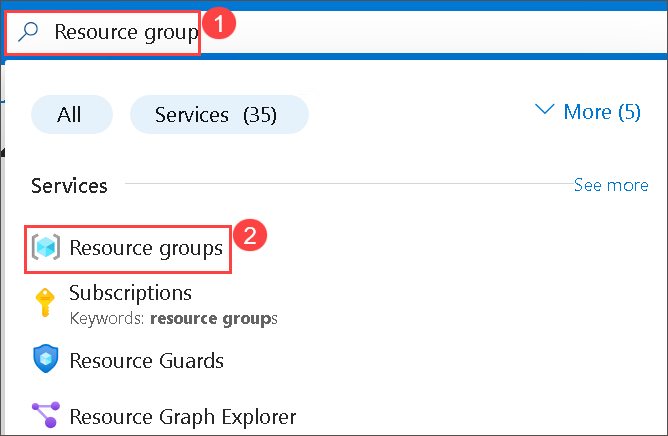 Resource group 1
All Services (35) More (5)
Services See more
Resource groups 2
Subscriptions
Keywords: resource groups
Resource Guards
Resource Graph Explorer